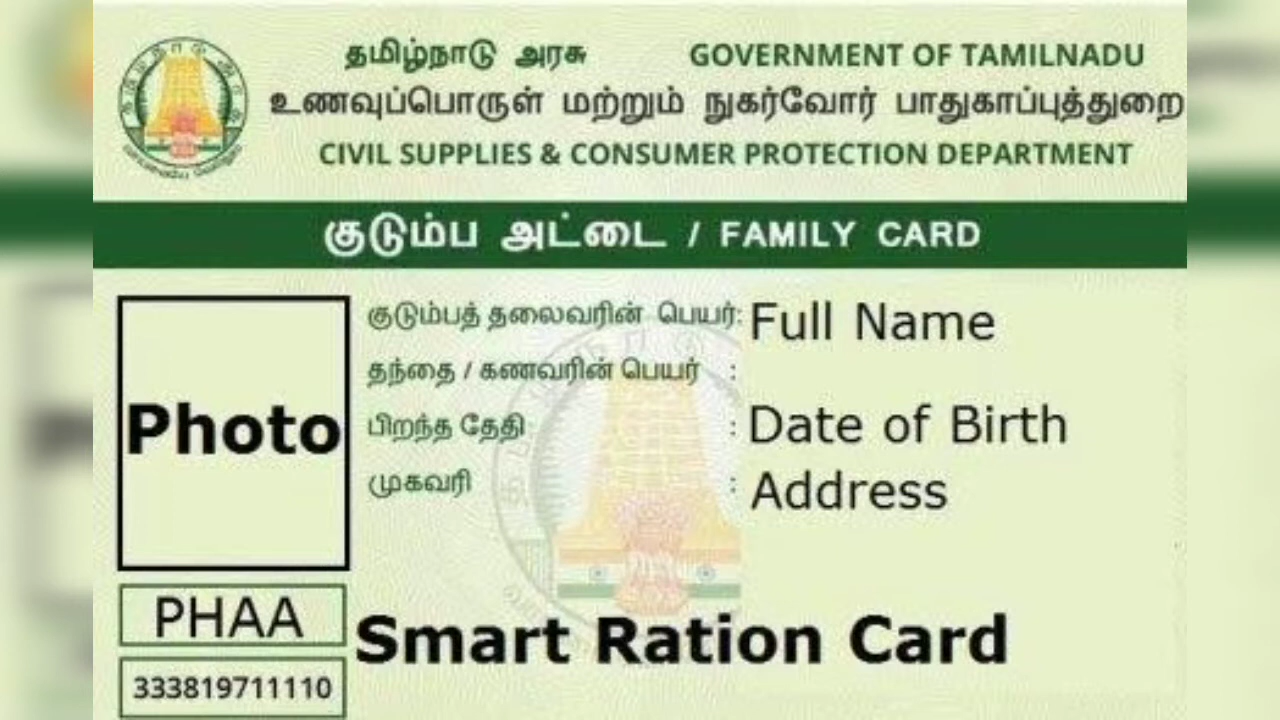 தமிழ்நாடு அரசு GOVERNMENT OF TAMILNADU
உணவுப்பொருள் மற்றும் நுகர்வோர் பாதுகாப்புத்துறை
CIVIL SUPPLIES & CONSUMER PROTECTION DEPARTMENT
குடும்ப அட்டை / FAMILY CARD
குடும்பத் தலைவரின் பெயர்: Full Name
தந்தை / கணவரின் பெயர் :
Photo
பிறந்த தேதி : Date of Birth
முகவரி : Address
PHAA
Smart Ration Card
333819711110